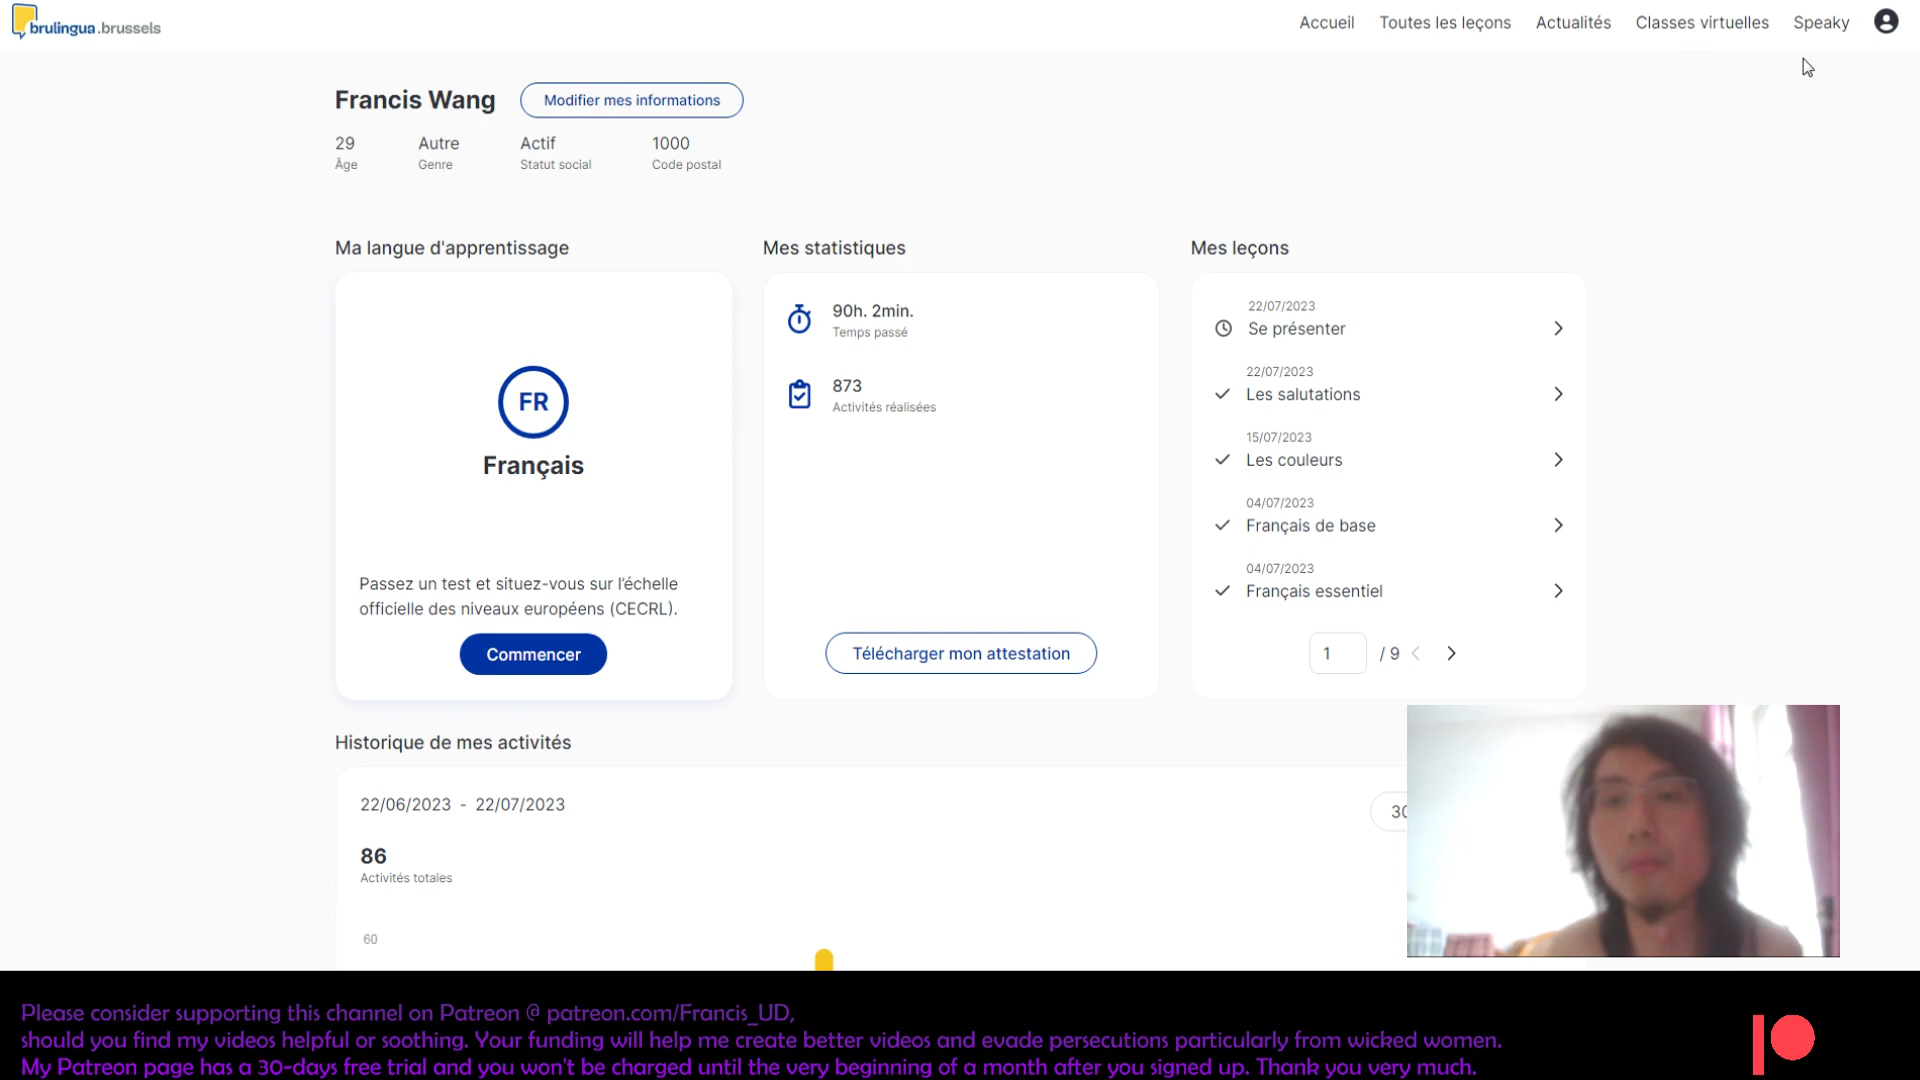 brulingua.brussels
Accueil
Toutes les leçons
Actualités
Classes virtuelles
Speaky
Francis Wang
Modifier mes informations
29
Autre
Actif
1000
Âge
Genre
Statut social
Code postal
Ma langue d'apprentissage
FR
Français
Passez un test et situez-vous sur l'échelle
officielle des niveaux européens (CECRL).
Commencer
Mes statistiques
90h. 2min.
Temps passé
873
Activités réalisées
Télécharger mon attestation
Mes leçons
22/07/2023
Se présenter
22/07/2023
Les salutations
15/07/2023
Les couleurs
04/07/2023
Français de base
04/07/2023
Français essentiel
1 / 9
Historique de mes activités
22/06/2023 - 22/07/2023
30
86
Activités totales
60
Please consider supporting this channel on Patreon @ patreon.com/Francis_UD,
should you find my videos helpful or soothing. Your funding will help me create better videos and evade persecutions particularly from wicked women.
My Patreon page has a 30-days free trial and you won't be charged until the very beginning of a month after you signed up. Thank you very much.